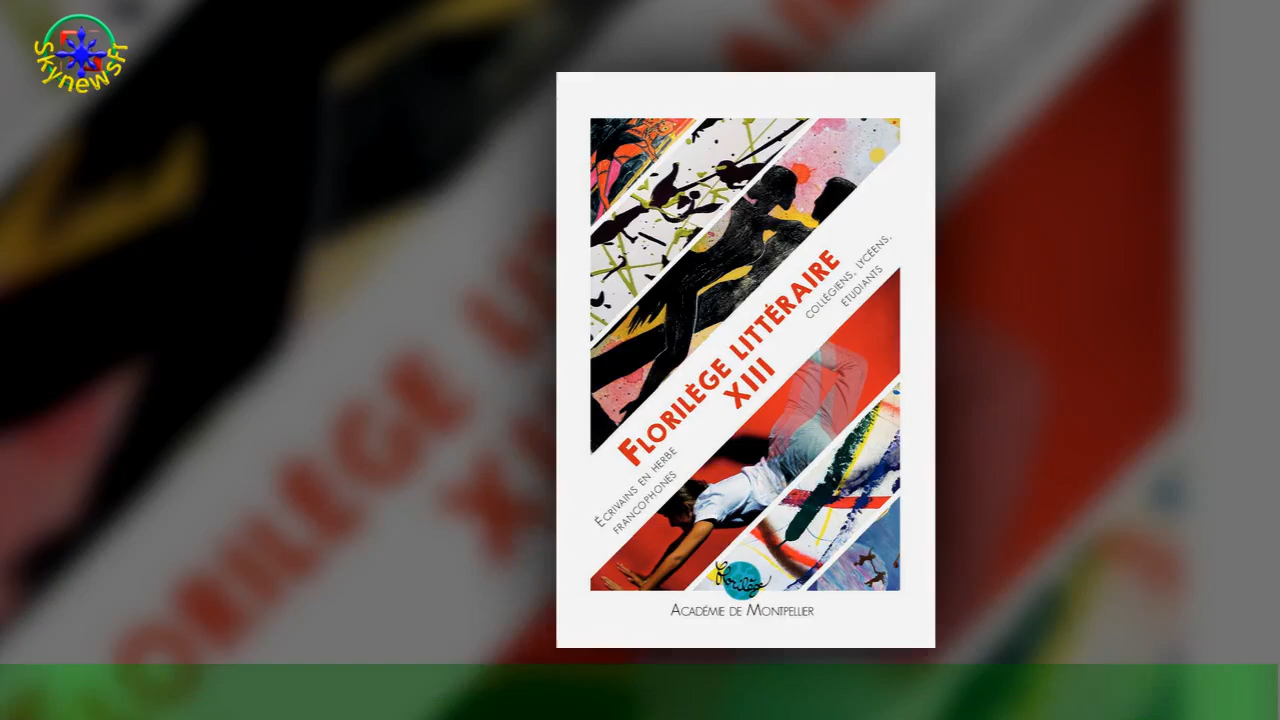 SkynewsFr
FLORILÈGE LITTÉRAIRE
XIII
COLLÉGIENS, LYCÉENS,
ÉTUDIANTS
ÉCRIVAINS EN HERBE
FRANCOPHONES
florilège
ACADÉMIE DE MONTPELLIER